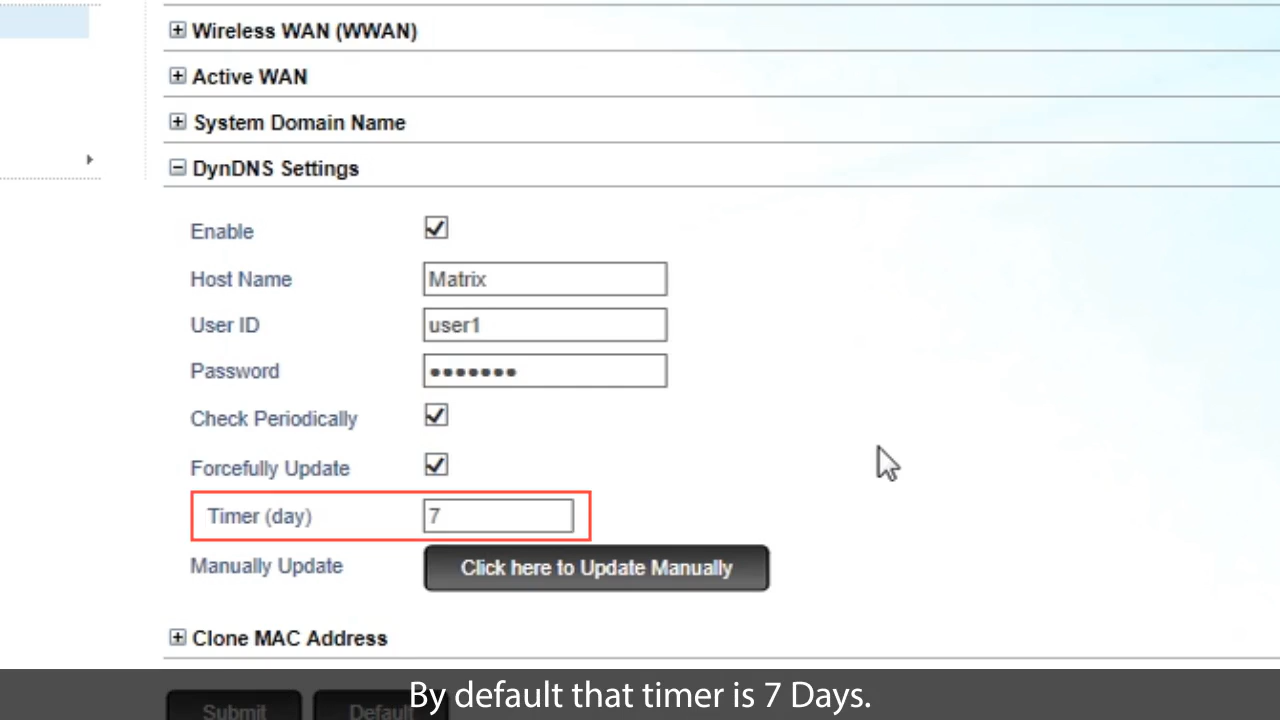 Wireless WAN (WWAN)
Active WAN
System Domain Name
DynDNS Settings
Enable
Host Name Matrix
User ID user1
Password •••••••
Check Periodically
Forcefully Update
Timer (day) 7
Manually Update Click here to Update Manually
Clone MAC Address
Submit Default
By default that timer is 7 Days.